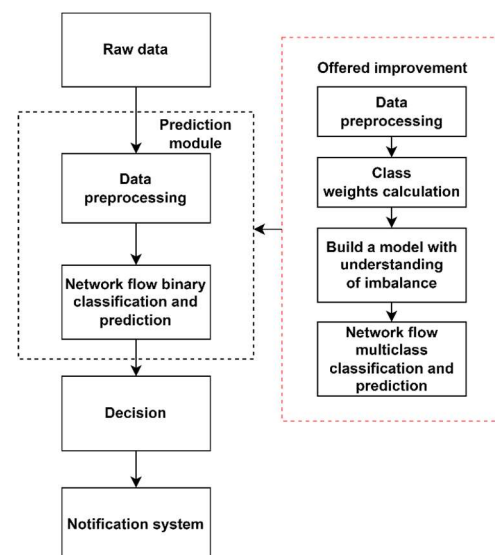 Raw data
Prediction
module
Data
preprocessing
Network flow binary
classification and
prediction
Decision
Notification system
Offered improvement
Data
preprocessing
Class
weights calculation
Build a model with
understanding
of imbalance
Network flow
multiclass
classification and
prediction